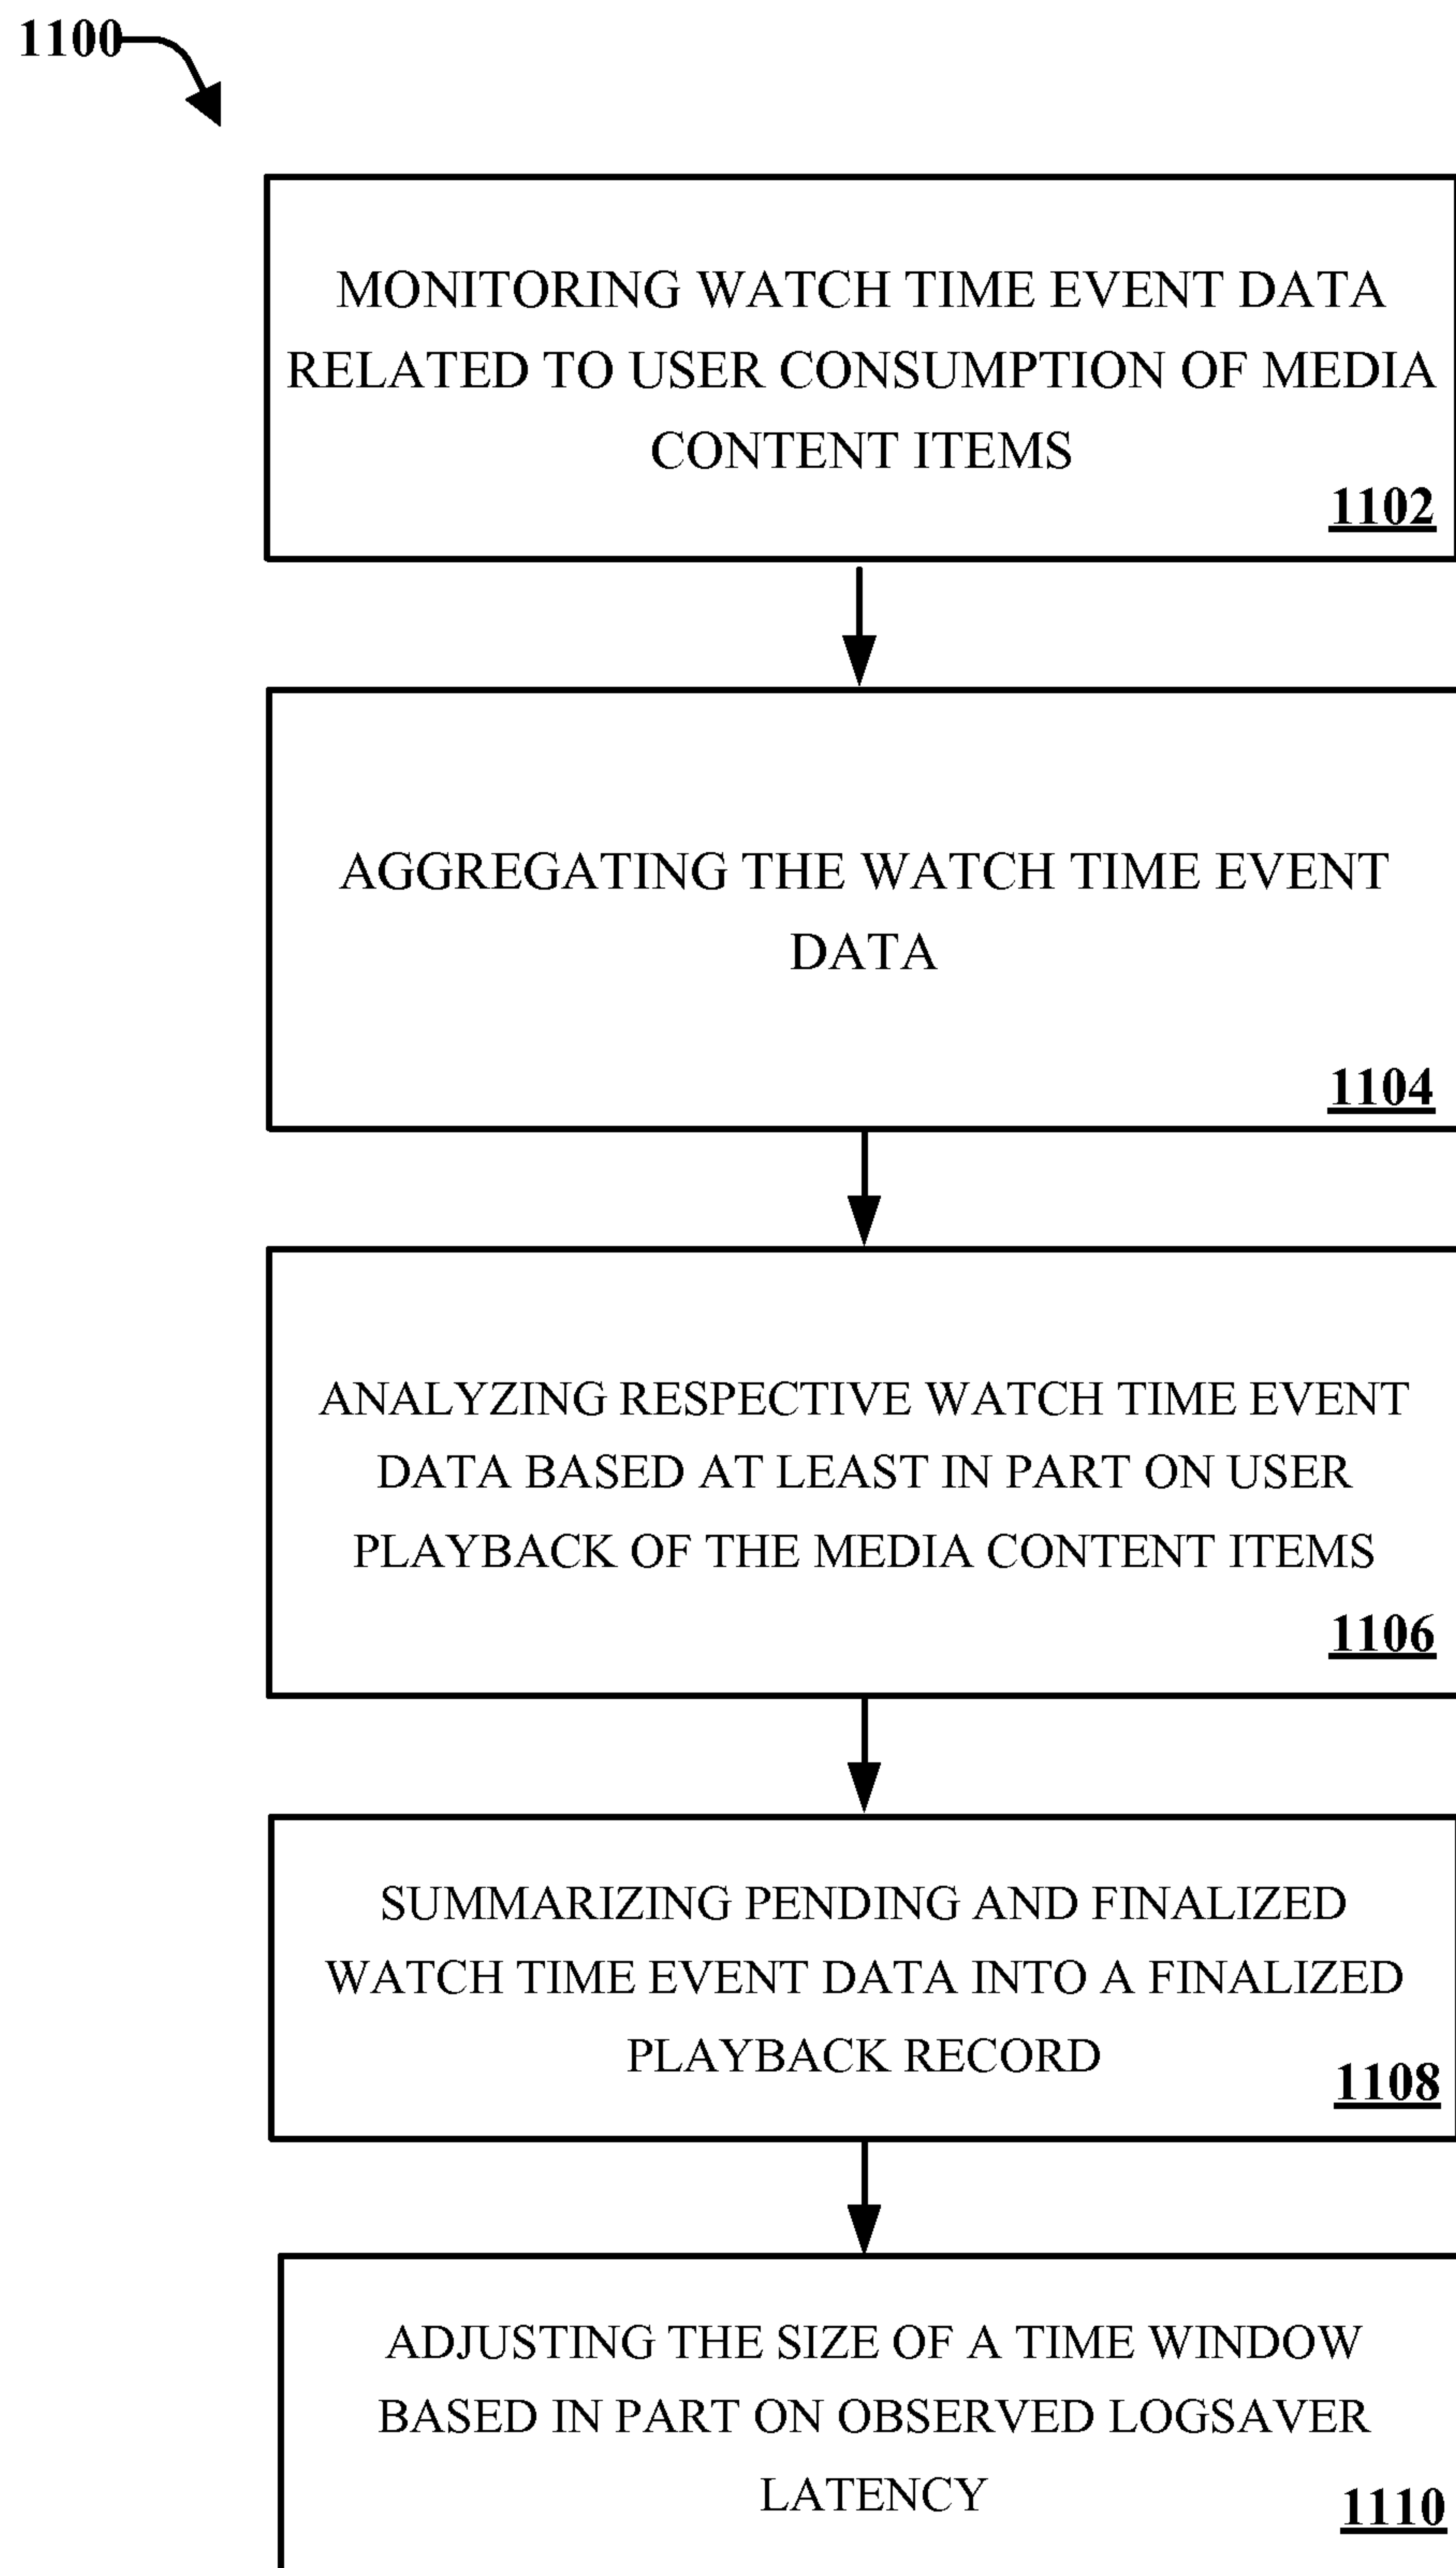 1100
MONITORING WATCH TIME EVENT DATA
RELATED TO USER CONSUMPTION OF MEDIA
CONTENT ITEMS
1102
AGGREGATING THE WATCH TIME EVENT
DATA
1104
ANALYZING RESPECTIVE WATCH TIME EVENT
DATA BASED AT LEAST IN PART ON USER
PLAYBACK OF THE MEDIA CONTENT ITEMS
1106
SUMMARIZING PENDING AND FINALIZED
WATCH TIME EVENT DATA INTO A FINALIZED
PLAYBACK RECORD
1108
ADJUSTING THE SIZE OF A TIME WINDOW
BASED IN PART ON OBSERVED LOGSAVER
LATENCY
1110